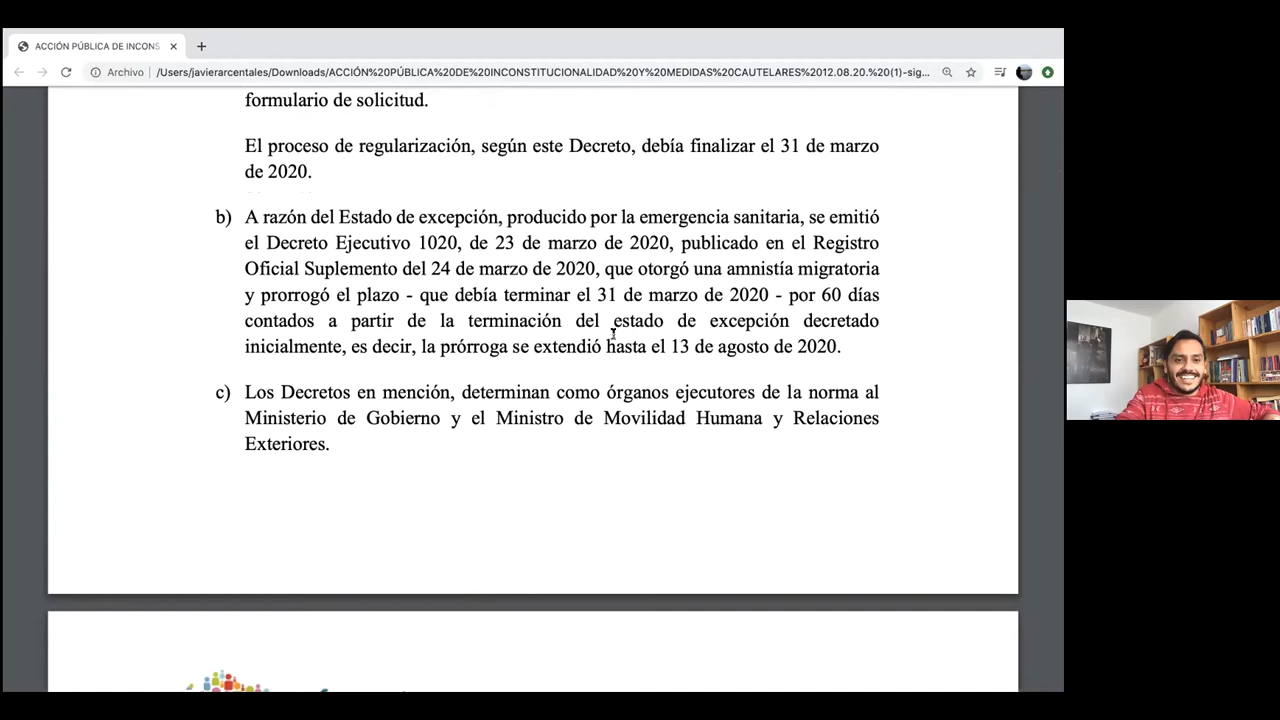 ACCIÓN PÚBLICA DE INCONS
Archivo
/Users/javierarcentales/Downloads/ACCIÓN%20PÚBLICA%20DE%20INCONSTITUCIONALIDAD%20Y%20MEDIDAS%20CAUTELARES%2012.08.20.%20(1)-sig...
formulario de solicitud.
El proceso de regularización, según este Decreto, debía finalizar el 31 de marzo
de 2020.
b) A razón del Estado de excepción, producido por la emergencia sanitaria, se emitió
el Decreto Ejecutivo 1020, de 23 de marzo de 2020, publicado en el Registro
Oficial Suplemento del 24 de marzo de 2020, que otorgó una amnistía migratoria
y prorrogó el plazo - que debía terminar el 31 de marzo de 2020 - por 60 días
contados a partir de la terminación del estado de excepción decretado
inicialmente, es decir, la prórroga se extendió hasta el 13 de agosto de 2020.
c) Los Decretos en mención, determinan como órganos ejecutores de la norma al
Ministerio de Gobierno y el Ministro de Movilidad Humana y Relaciones
Exteriores.